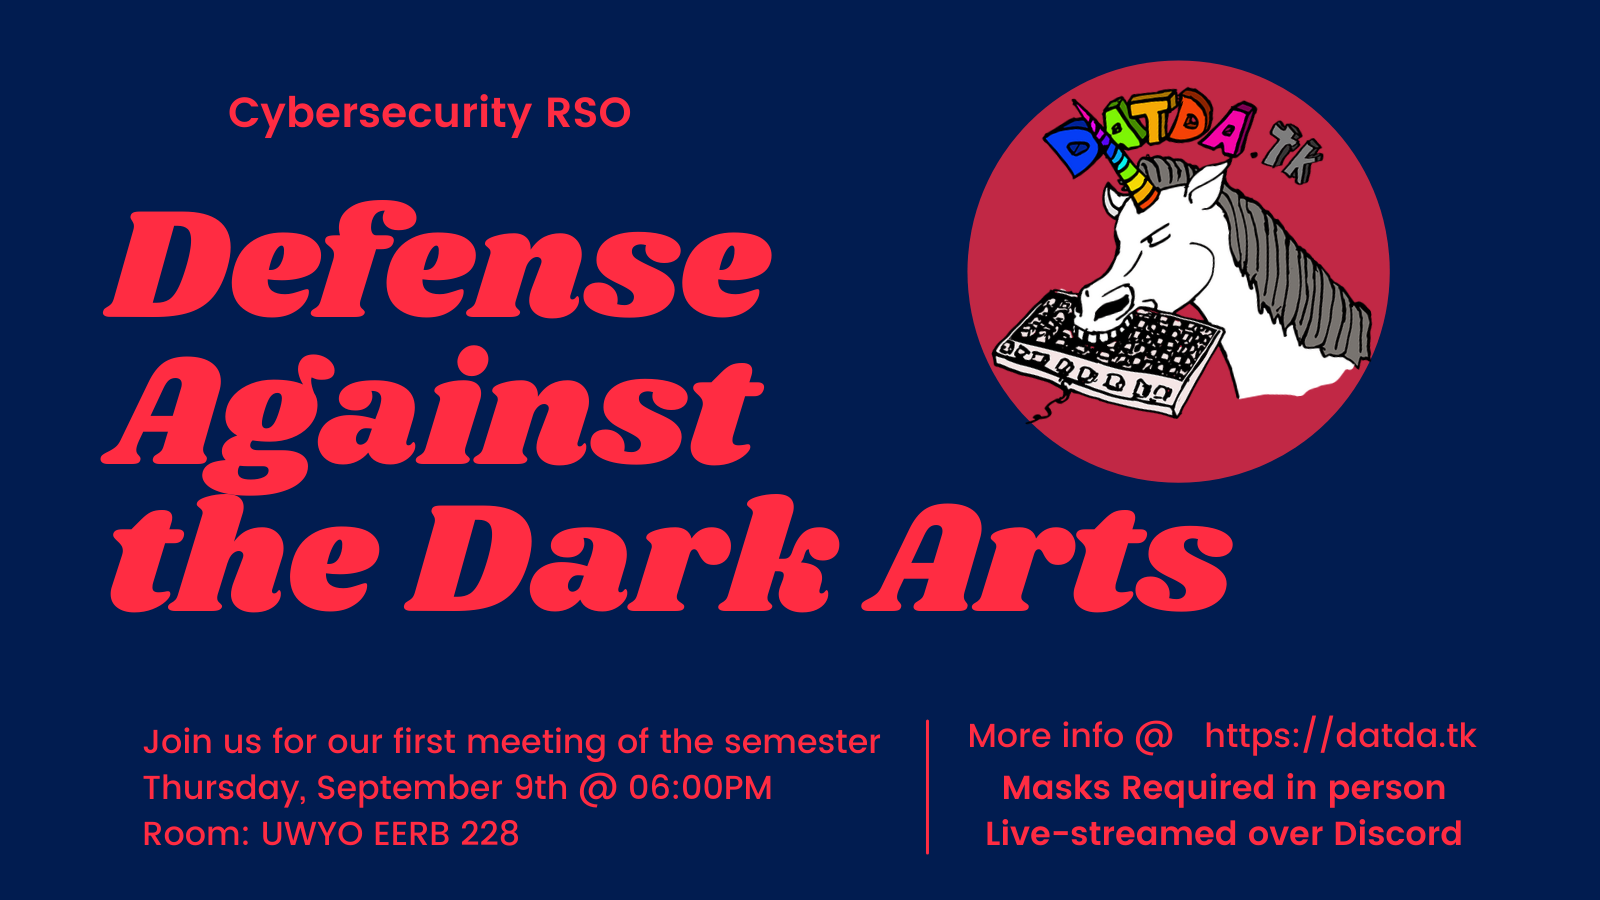 Cybersecurity RSO
DATDA.tk
Defense
Against
the Dark Arts
Join us for our first meeting of the semester
Thursday, September 9th @ 06:00PM
Room: UWYO EERB 228
More info @ https://datda.tk
Masks Required in person
Live-streamed over Discord